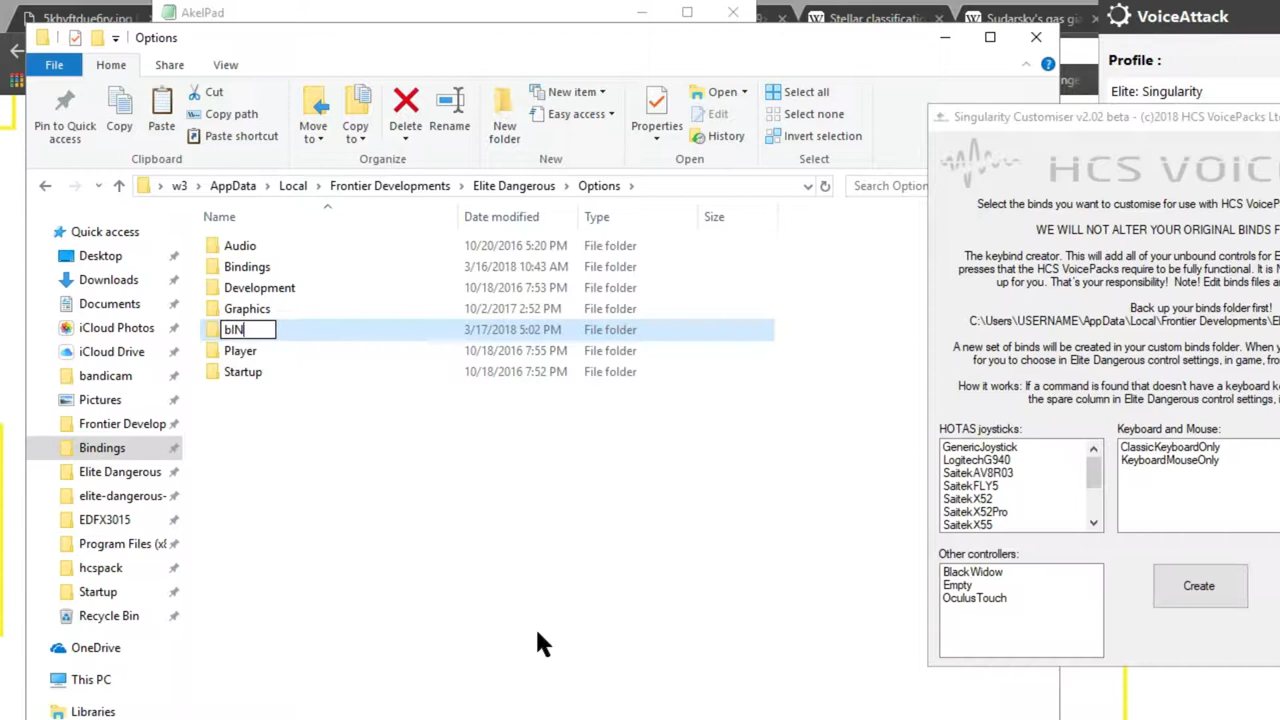 5kbyftdue6ry.jpg
AkelPad
Stellar classificati
Sudarsky's gas gia
VoiceAttack
Options
File
Home
Share
View
Profile :
Elite: Singularity
Pin to Quick access
Copy
Paste
Cut
Copy path
Paste shortcut
Clipboard
Move to
Copy to
Delete
Rename
Organize
New folder
New item
Easy access
New
Properties
Open
Edit
History
Open
Select all
Select none
Invert selection
Select
w3 > AppData > Local > Frontier Developments > Elite Dangerous > Options >
Search Option
Name
Date modified
Type
Size
Audio 10/20/2016 5:20 PM File folder
Bindings 3/16/2018 10:43 AM File folder
Development 10/18/2016 7:53 PM File folder
Graphics 10/2/2017 2:52 PM File folder
bIN 3/17/2018 5:02 PM File folder
Player 10/18/2016 7:55 PM File folder
Startup 10/18/2016 7:52 PM File folder
Quick access
Desktop
Downloads
Documents
iCloud Photos
iCloud Drive
bandicam
Pictures
Frontier Develop
Bindings
Elite Dangerous
elite-dangerous-
EDFX3015
Program Files (x8
hcspack
Startup
Recycle Bin
OneDrive
This PC
Libraries
Singularity Customiser v2.02 beta - (c)2018 HCS VoicePacks Lt
HCS VOIC
Select the binds you want to customise for use with HCS VoiceP
WE WILL NOT ALTER YOUR ORIGINAL BINDS F
The keybind creator. This will add all of your unbound controls for E
presses that the HCS VoicePacks require to be fully functional. It is N
up for you. That's your responsibility! Note! Edit binds files a
Back up your binds folder first!
C:\Users\USERNAME\AppData\Local\Frontier Developments\El
A new set of binds will be created in your custom binds folder. When y
for you to choose in Elite Dangerous control settings, in game, fro
How it works: If a command is found that doesn't have a keyboard ke
the spare column in Elite Dangerous control settings, i
HOTAS joysticks:
GenericJoystick
LogitechG940
SaitekAV8R03
SaitekFLY5
SaitekX52
SaitekX52Pro
SaitekX55
Keyboard and Mouse:
ClassicKeyboardOnly
KeyboardMouseOnly
Other controllers:
BlackWidow
Empty
OculusTouch
Create